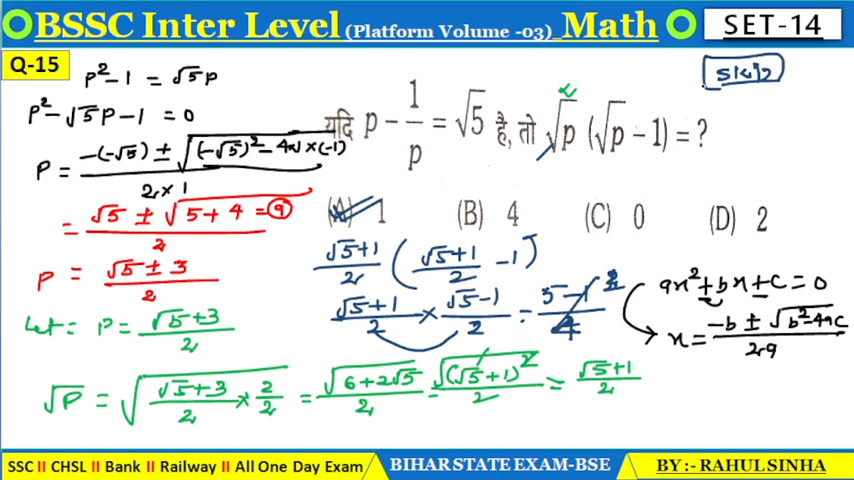 BSSC Inter Level (Platform Volume -03) Math
SET-14
Q-15
skip
p² - 1 = √5p
p² - √5p - 1 = 0
p = -(-√5) ± √(-√5)² - 4×1×(-1) / 2×1
= √5 ± √5+4 = 9 / 2
p = √5 ± 3 / 2
Let = p = √5+3 / 2
यदि p - 1/p = √5 है, तो √p (√p - 1) = ?
(A) 1 (B) 4 (C) 0 (D) 2
√5+1 / 2 ( √5+1 / 2 - 1)
√5+1 / 2 × √5-1 / 2 = 5-1 / 4
ax² + bx + c = 0
x = -b ± √b²-4ac / 2a
√p = √ √5+3 / 2 × 2/2 = √6+2√5 / 2 = √(√5+1)² / 2 = √5+1 / 2
SSC II CHSL II Bank II Railway II All One Day Exam
BIHAR STATE EXAM-BSE
BY:- RAHUL SINHA